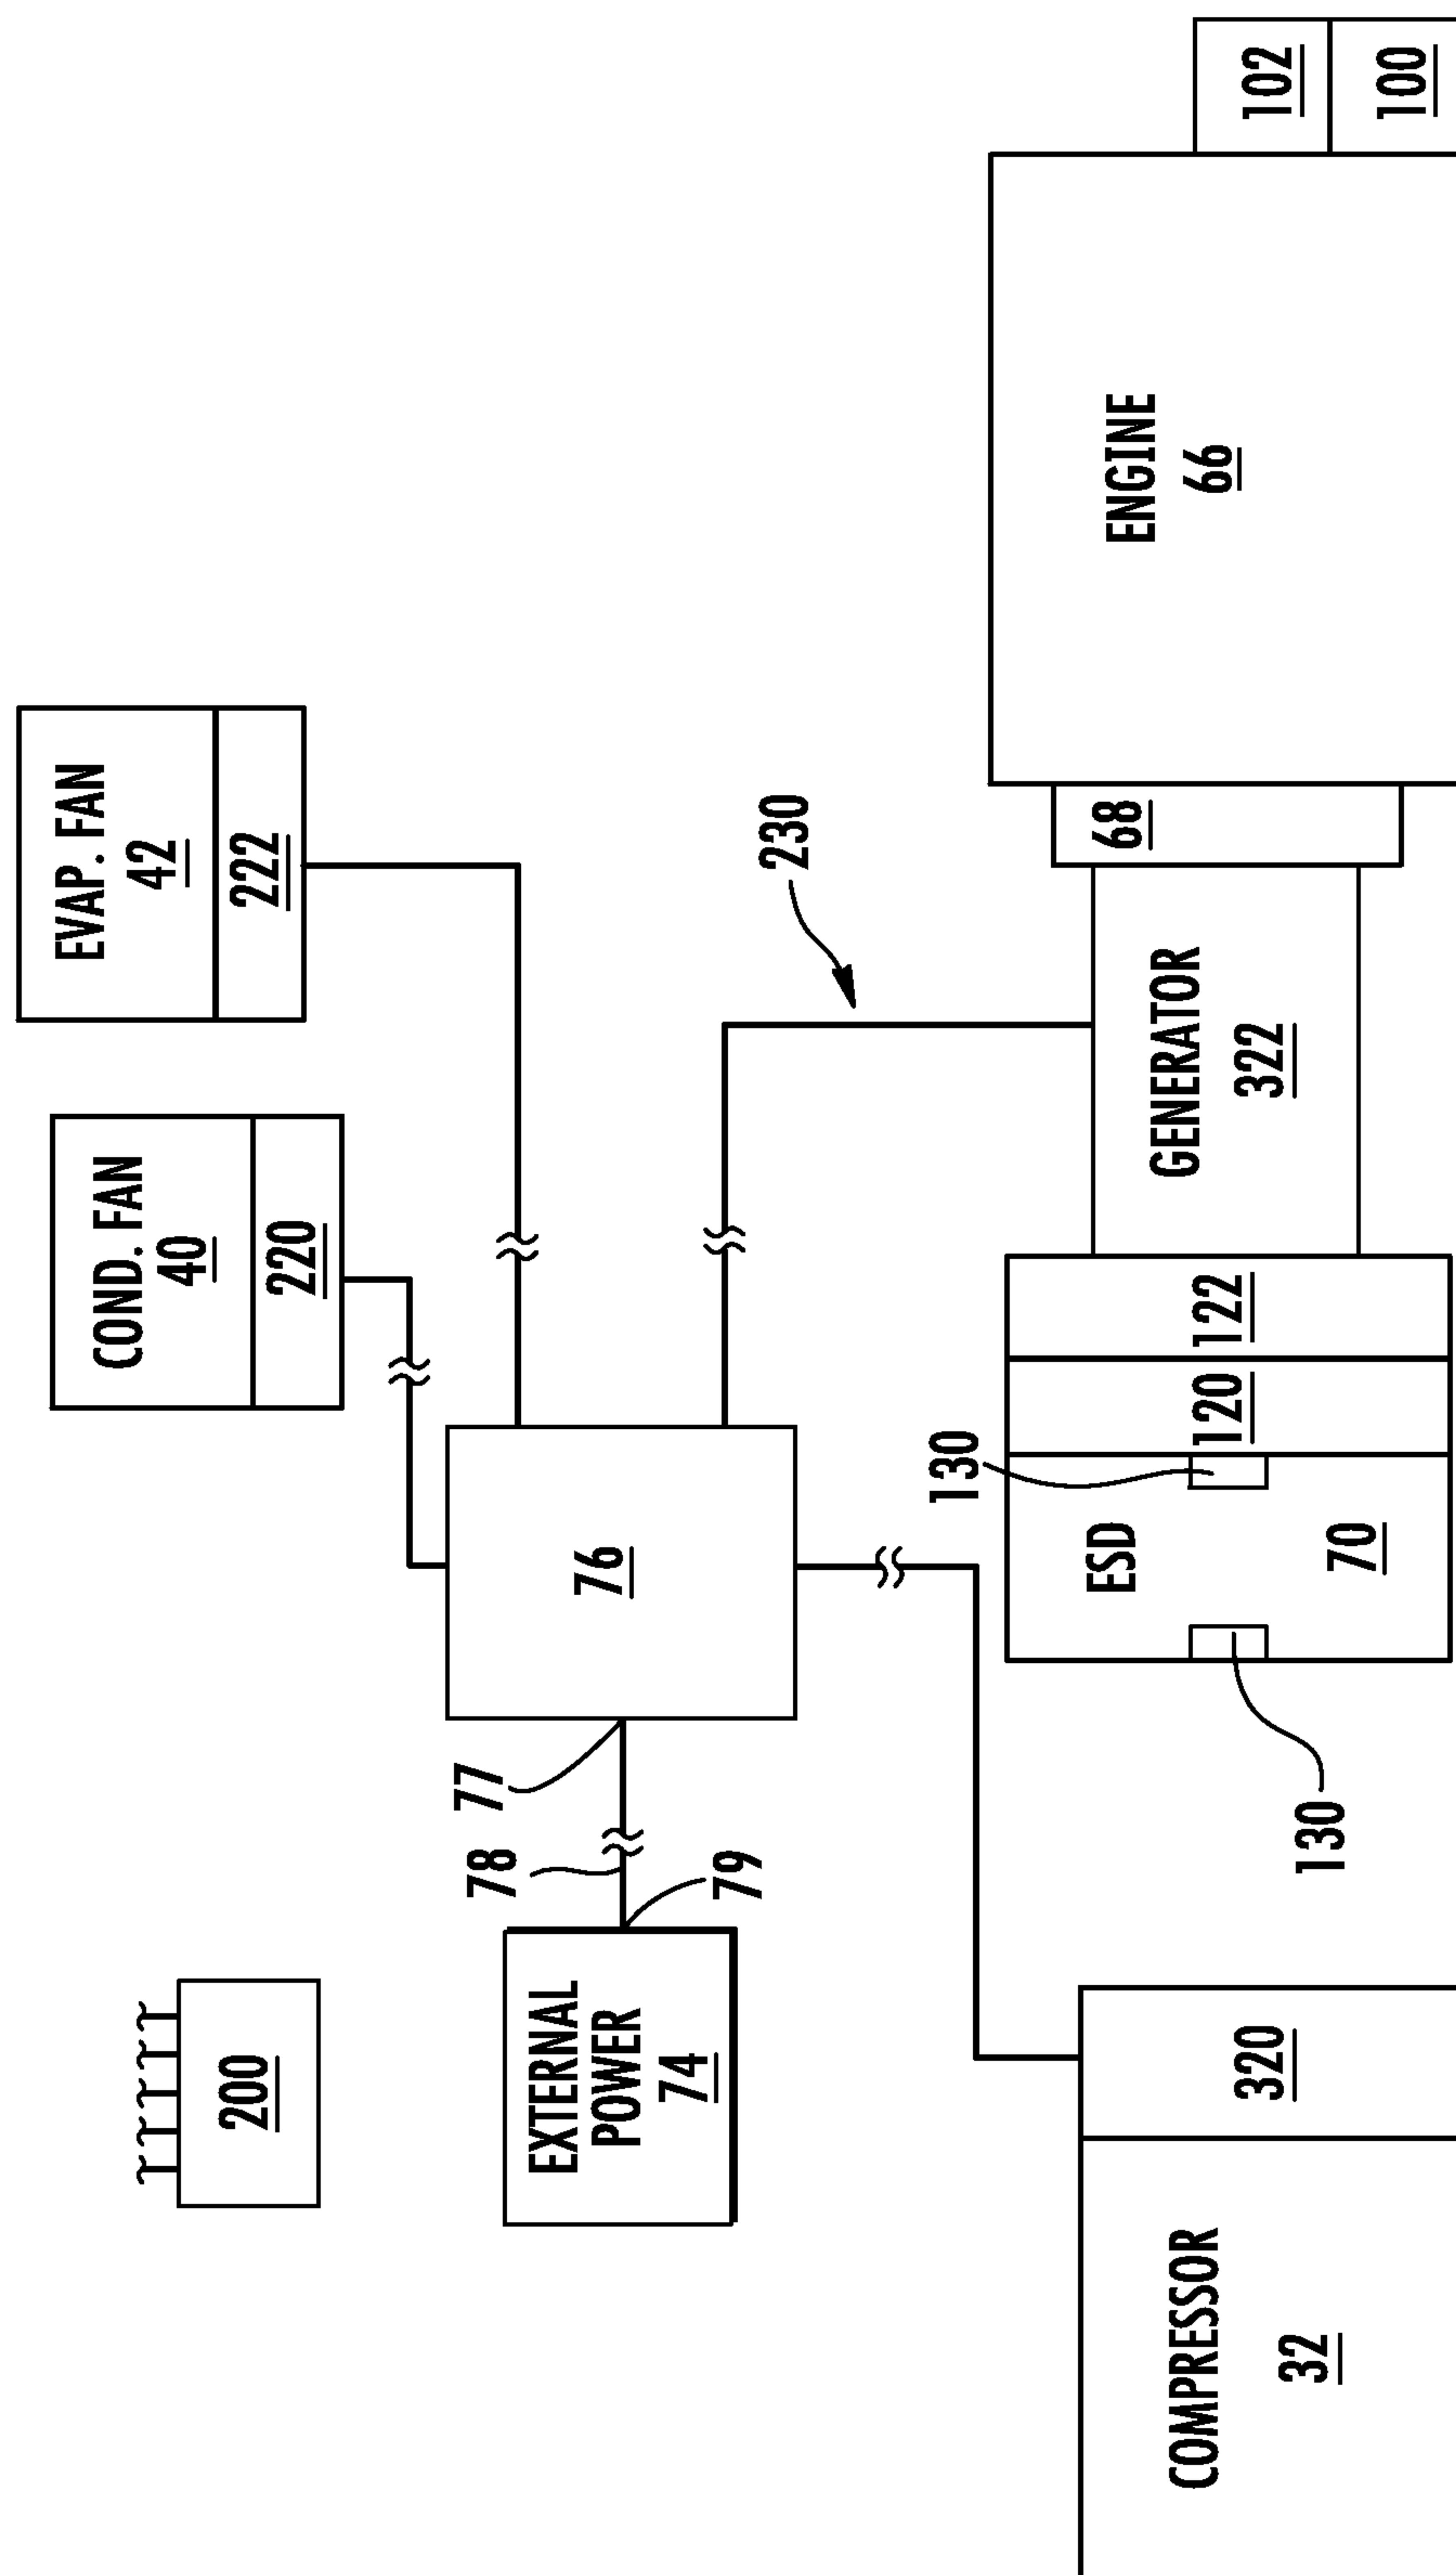 200
EXTERNAL
POWER
74
78
79
77
76
COND. FAN
40
220
EVAP. FAN
42
222
230
COMPRESSOR
32
320
130
ESD
70
130
120
122
GENERATOR
322
68
ENGINE
66
102
100